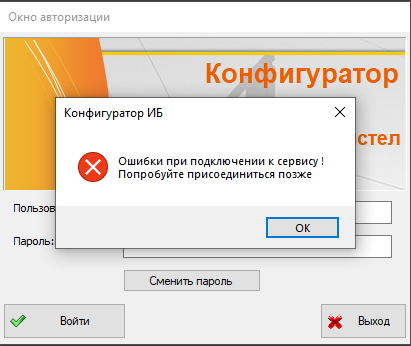 Окно авторизации
Конфигуратор
стел
Конфигуратор ИБ
Ошибки при подключении к сервису !
Попробуйте присоединиться позже
OK
Пароль:
Сменить пароль
Войти
Выход